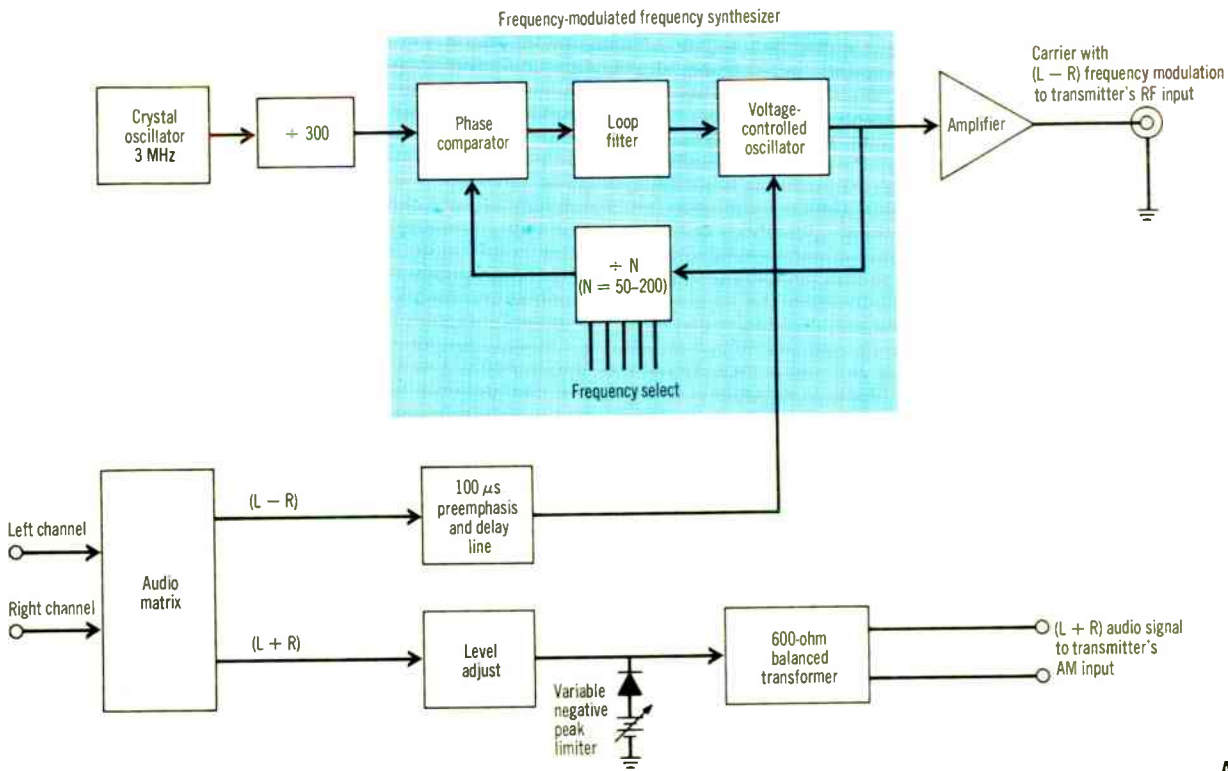 Frequency-modulated frequency synthesizer
Crystal
oscillator
3 MHz
÷ 300
Phase
comparator
Loop
filter
Voltage-
controlled
oscillator
Amplifier
Carrier with
(L − R) frequency modulation
to transmitter's RF input
÷ N
(N = 50–200)
Frequency select
Left channel
Right channel
Audio
matrix
(L − R)
100 μs
preemphasis
and delay
line
(L + R)
Level
adjust
Variable
negative
peak
limiter
600-ohm
balanced
transformer
(L + R) audio signal
to transmitter's
AM input